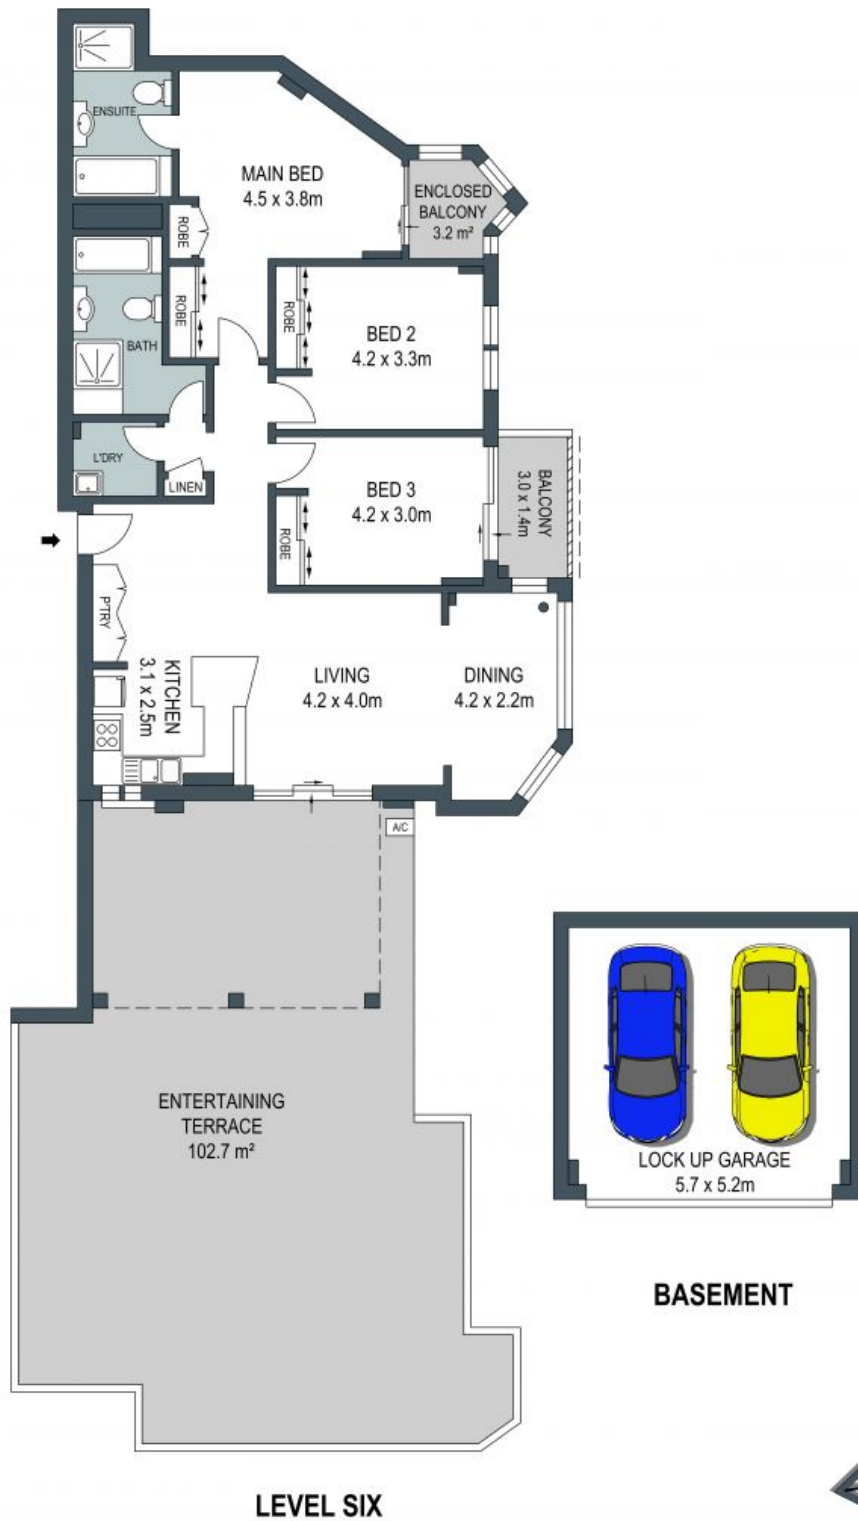 ENSUITE
MAIN BED
4.5 x 3.8m
ENCLOSED
BALCONY
3.2 m²
ROBE
ROBE
ROBE
BED 2
4.2 x 3.3m
BATH
L'DRY
LINEN
BED 3
4.2 x 3.0m
BALCONY
3.0 x 1.4m
ROBE
P'TRY
KITCHEN
3.1 x 2.5m
LIVING
4.2 x 4.0m
DINING
4.2 x 2.2m
A/C
ENTERTAINING
TERRACE
102.7 m²
LOCK UP GARAGE
5.7 x 5.2m
BASEMENT
LEVEL SIX